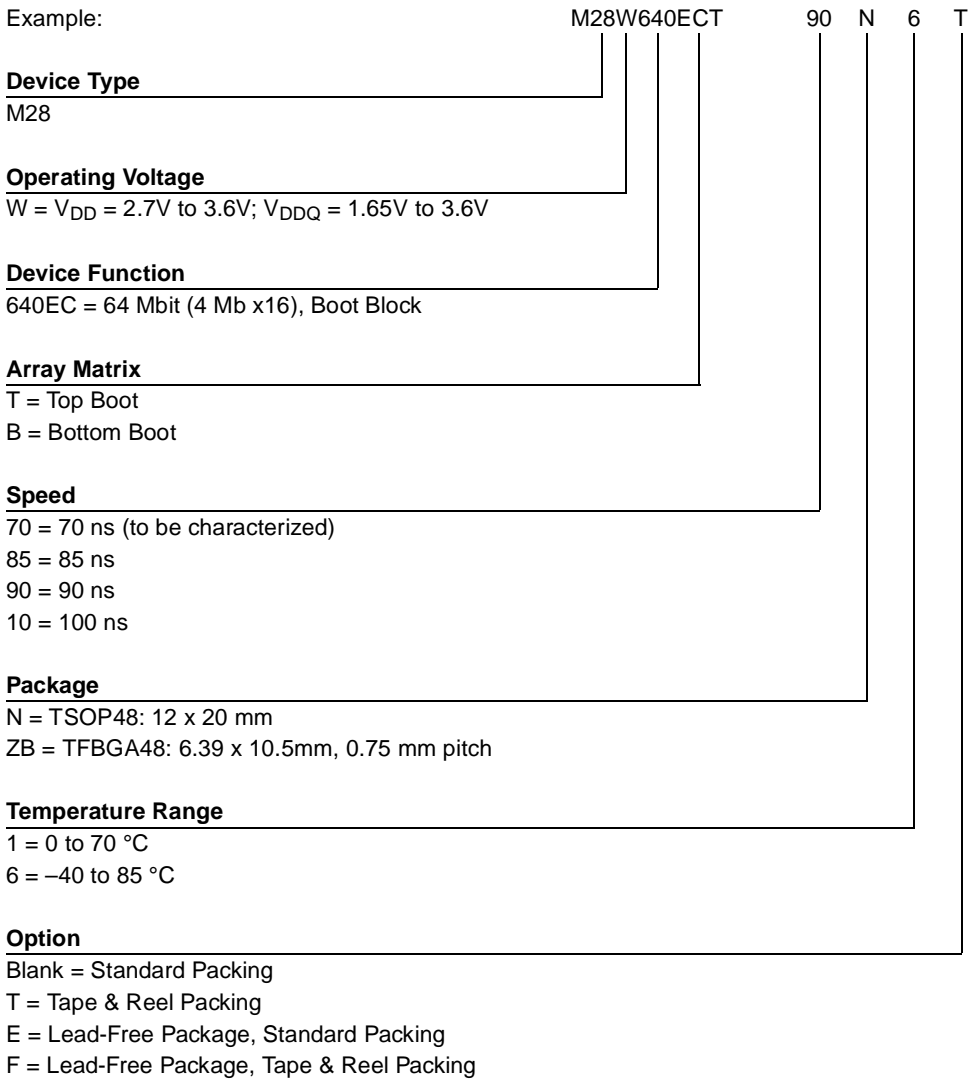 Example: M28W640ECT 90 N 6 T
Device Type
M28
Operating Voltage
W = VDD = 2.7V to 3.6V; VDDQ = 1.65V to 3.6V
Device Function
640EC = 64 Mbit (4 Mb x16), Boot Block
Array Matrix
T = Top Boot
B = Bottom Boot
Speed
70 = 70 ns (to be characterized)
85 = 85 ns
90 = 90 ns
10 = 100 ns
Package
N = TSOP48: 12 x 20 mm
ZB = TFBGA48: 6.39 x 10.5mm, 0.75 mm pitch
Temperature Range
1 = 0 to 70 °C
6 = –40 to 85 °C
Option
Blank = Standard Packing
T = Tape & Reel Packing
E = Lead-Free Package, Standard Packing
F = Lead-Free Package, Tape & Reel Packing